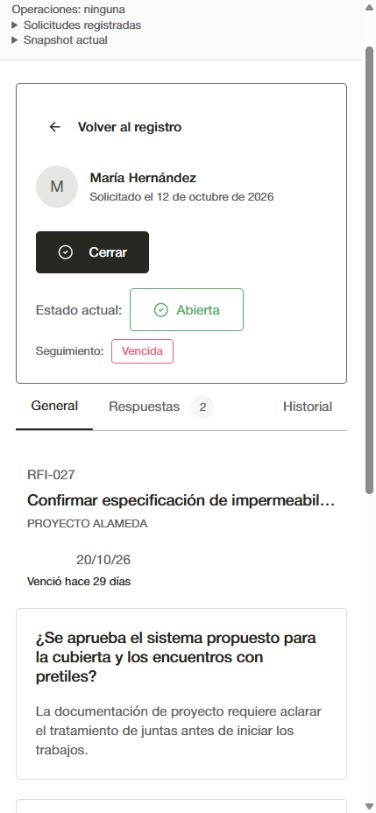 Operaciones: ninguna
Solicitudes registradas
Snapshot actual
Volver al registro
M
María Hernández
Solicitado el 12 de octubre de 2026
Cerrar
Estado actual: Abierta
Seguimiento: Vencida
General Respuestas 2 Historial
RFI-027
Confirmar especificación de impermeabil...
PROYECTO ALAMEDA
20/10/26
Venció hace 29 días
¿Se aprueba el sistema propuesto para
la cubierta y los encuentros con
pretiles?
La documentación de proyecto requiere aclarar
el tratamiento de juntas antes de iniciar los
trabajos.